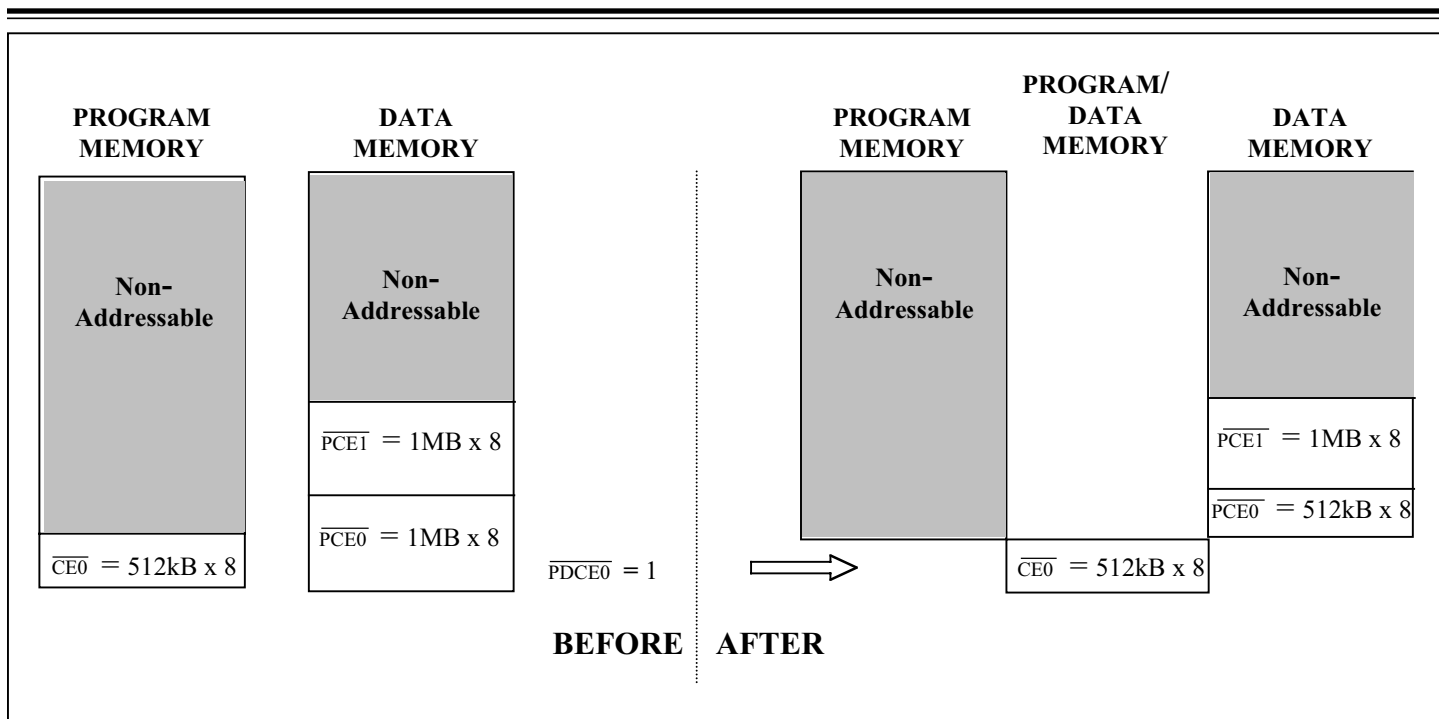 PROGRAM
MEMORY
DATA
MEMORY
Non-
Addressable
Non-
Addressable
PCE1 = 1MB x 8
PCE0 = 1MB x 8
CE0 = 512kB x 8
PDCE0 = 1
BEFORE
AFTER
PROGRAM
MEMORY
PROGRAM/
DATA
MEMORY
DATA
MEMORY
Non-
Addressable
Non-
Addressable
PCE1 = 1MB x 8
PCE0 = 512kB x 8
CE0 = 512kB x 8